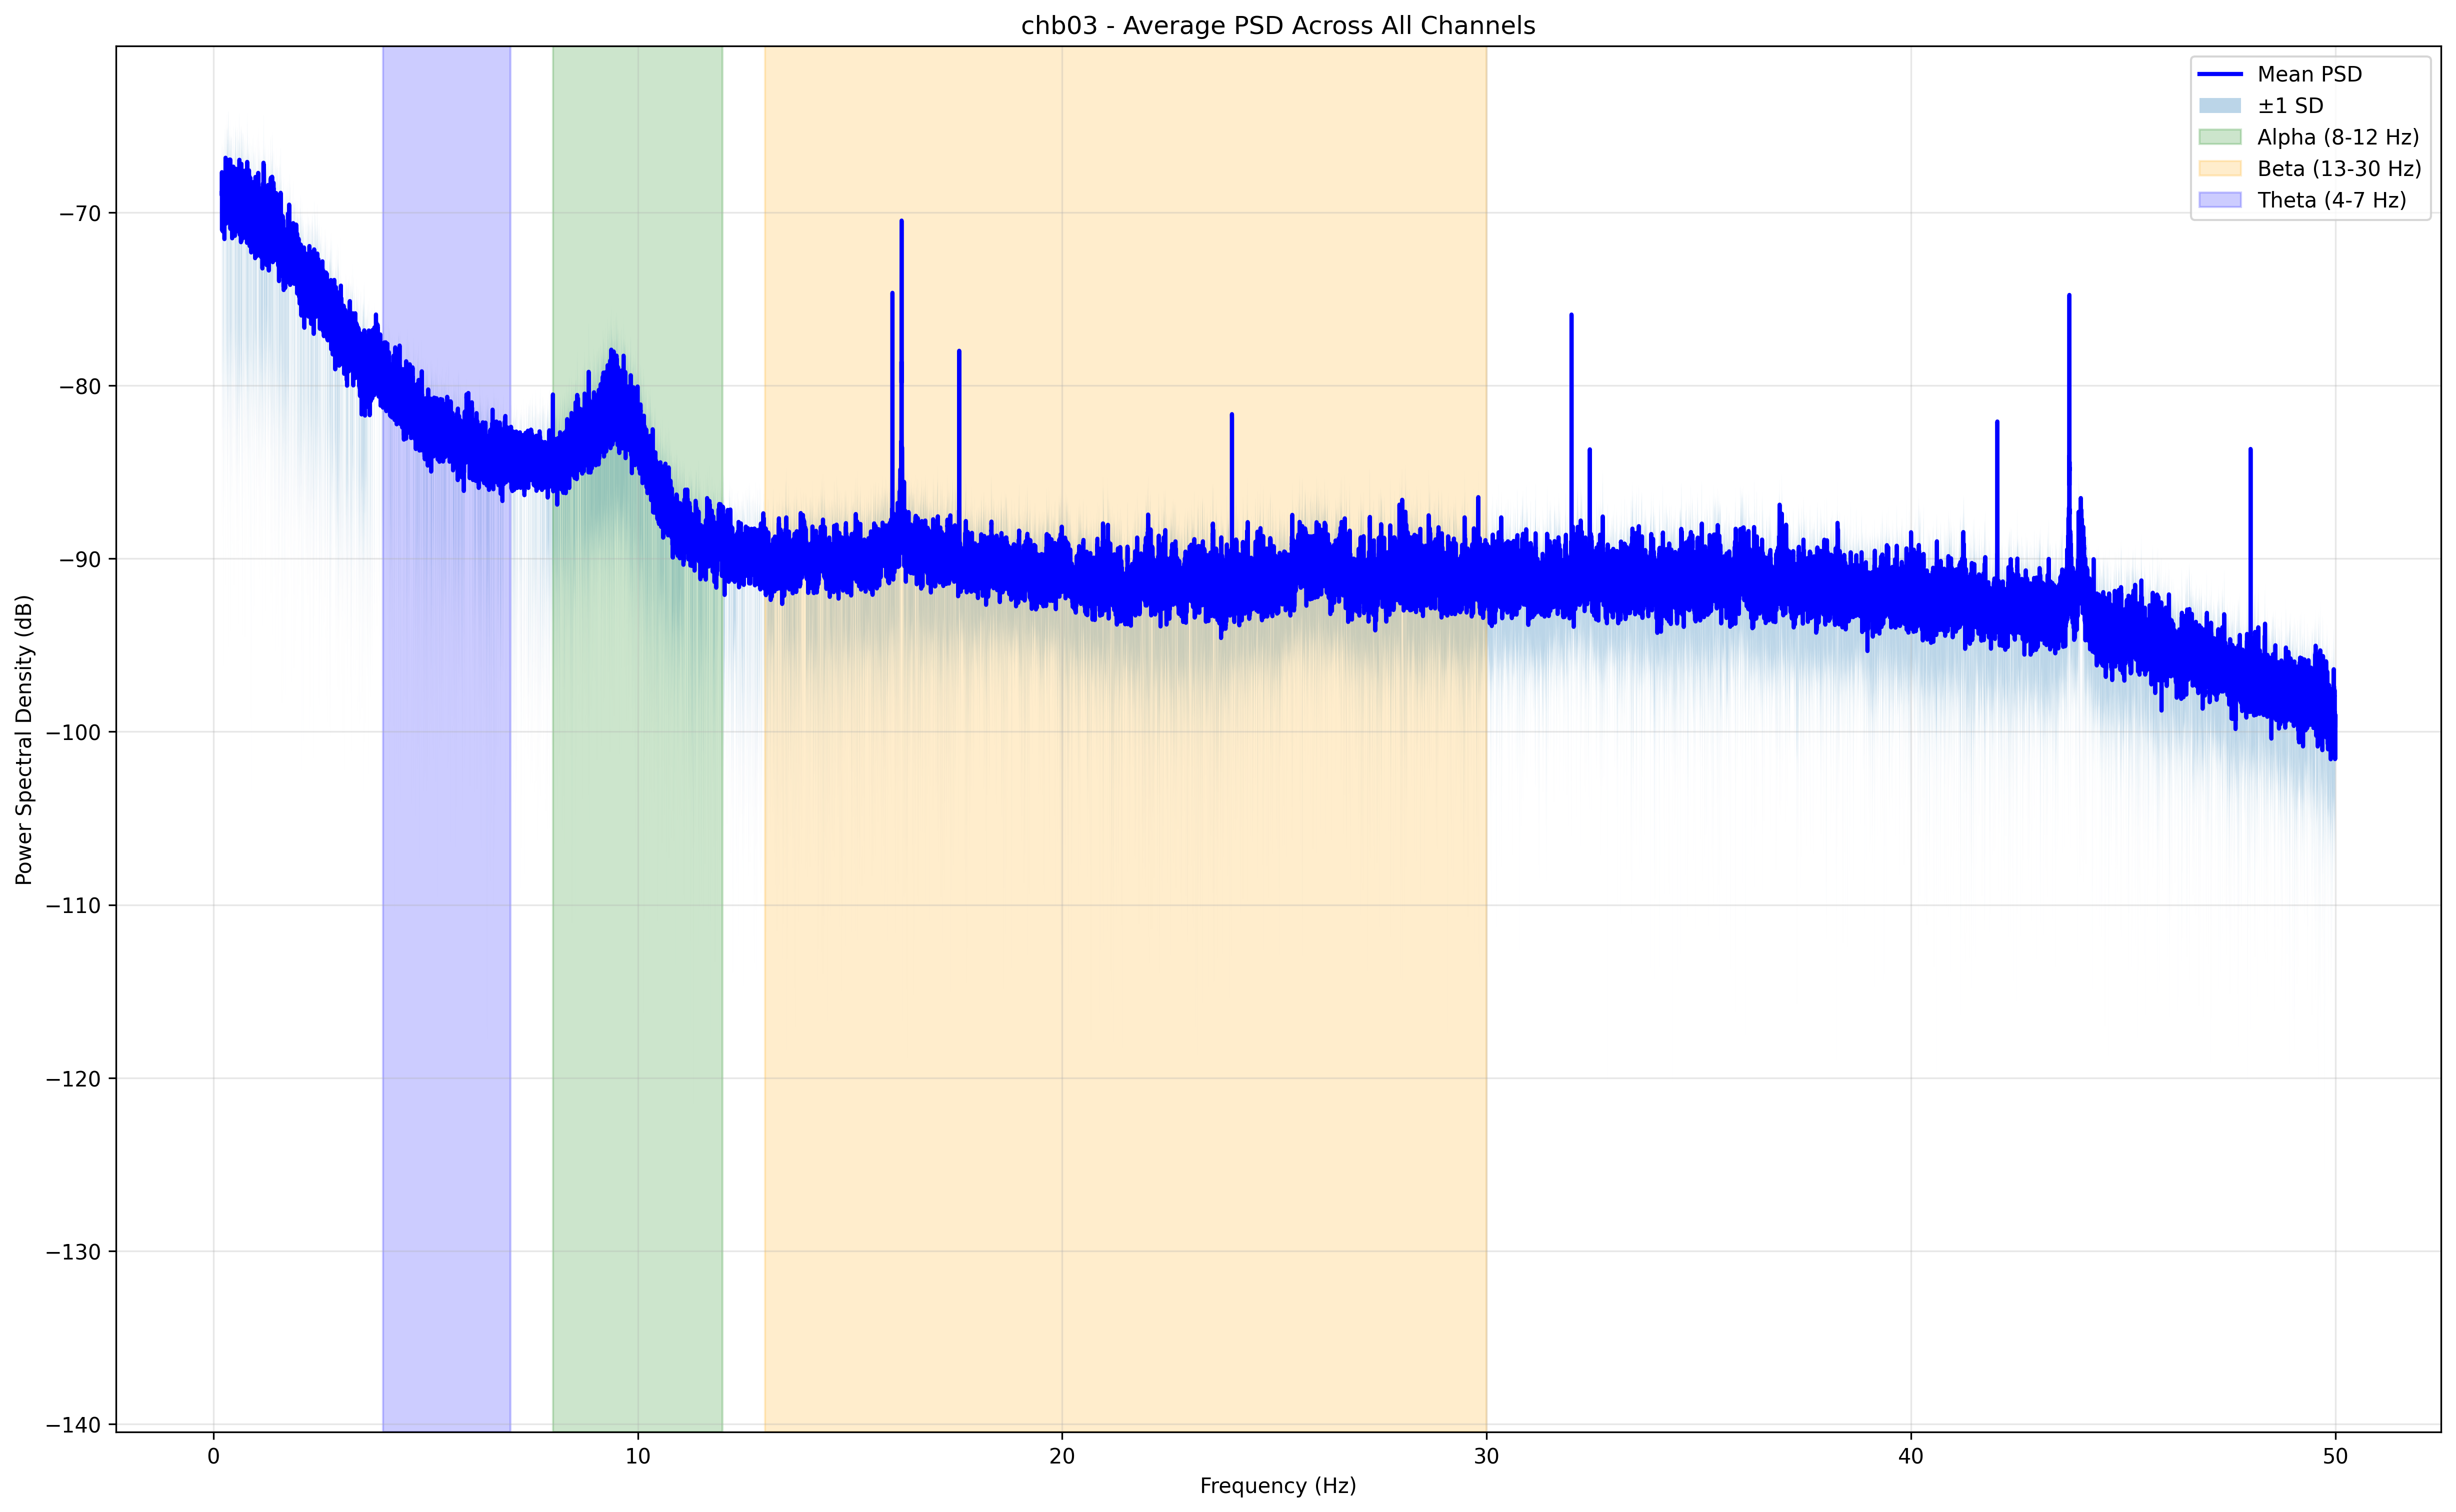 chb03 - Average PSD Across All Channels
Mean PSD
±1 SD
Alpha (8-12 Hz)
Beta (13-30 Hz)
Theta (4-7 Hz)
Power Spectral Density (dB)
−70
−80
−90
−100
−110
−120
−130
−140
0 10 20 30 40 50
Frequency (Hz)